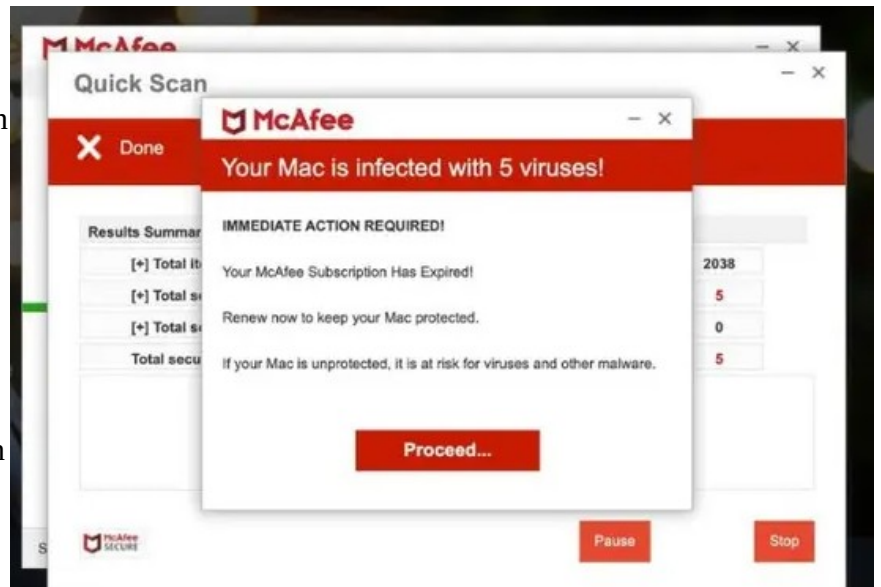 McAfee
Quick Scan
Done
McAfee
Your Mac is infected with 5 viruses!
IMMEDIATE ACTION REQUIRED!
Your McAfee Subscription Has Expired!
Renew now to keep your Mac protected.
If your Mac is unprotected, it is at risk for viruses and other malware.
Proceed...
Results Summar
[+] Total it 2038
[+] Total s 5
[+] Total s 0
Total secu 5
McAfee
SECURE
Pause
Stop